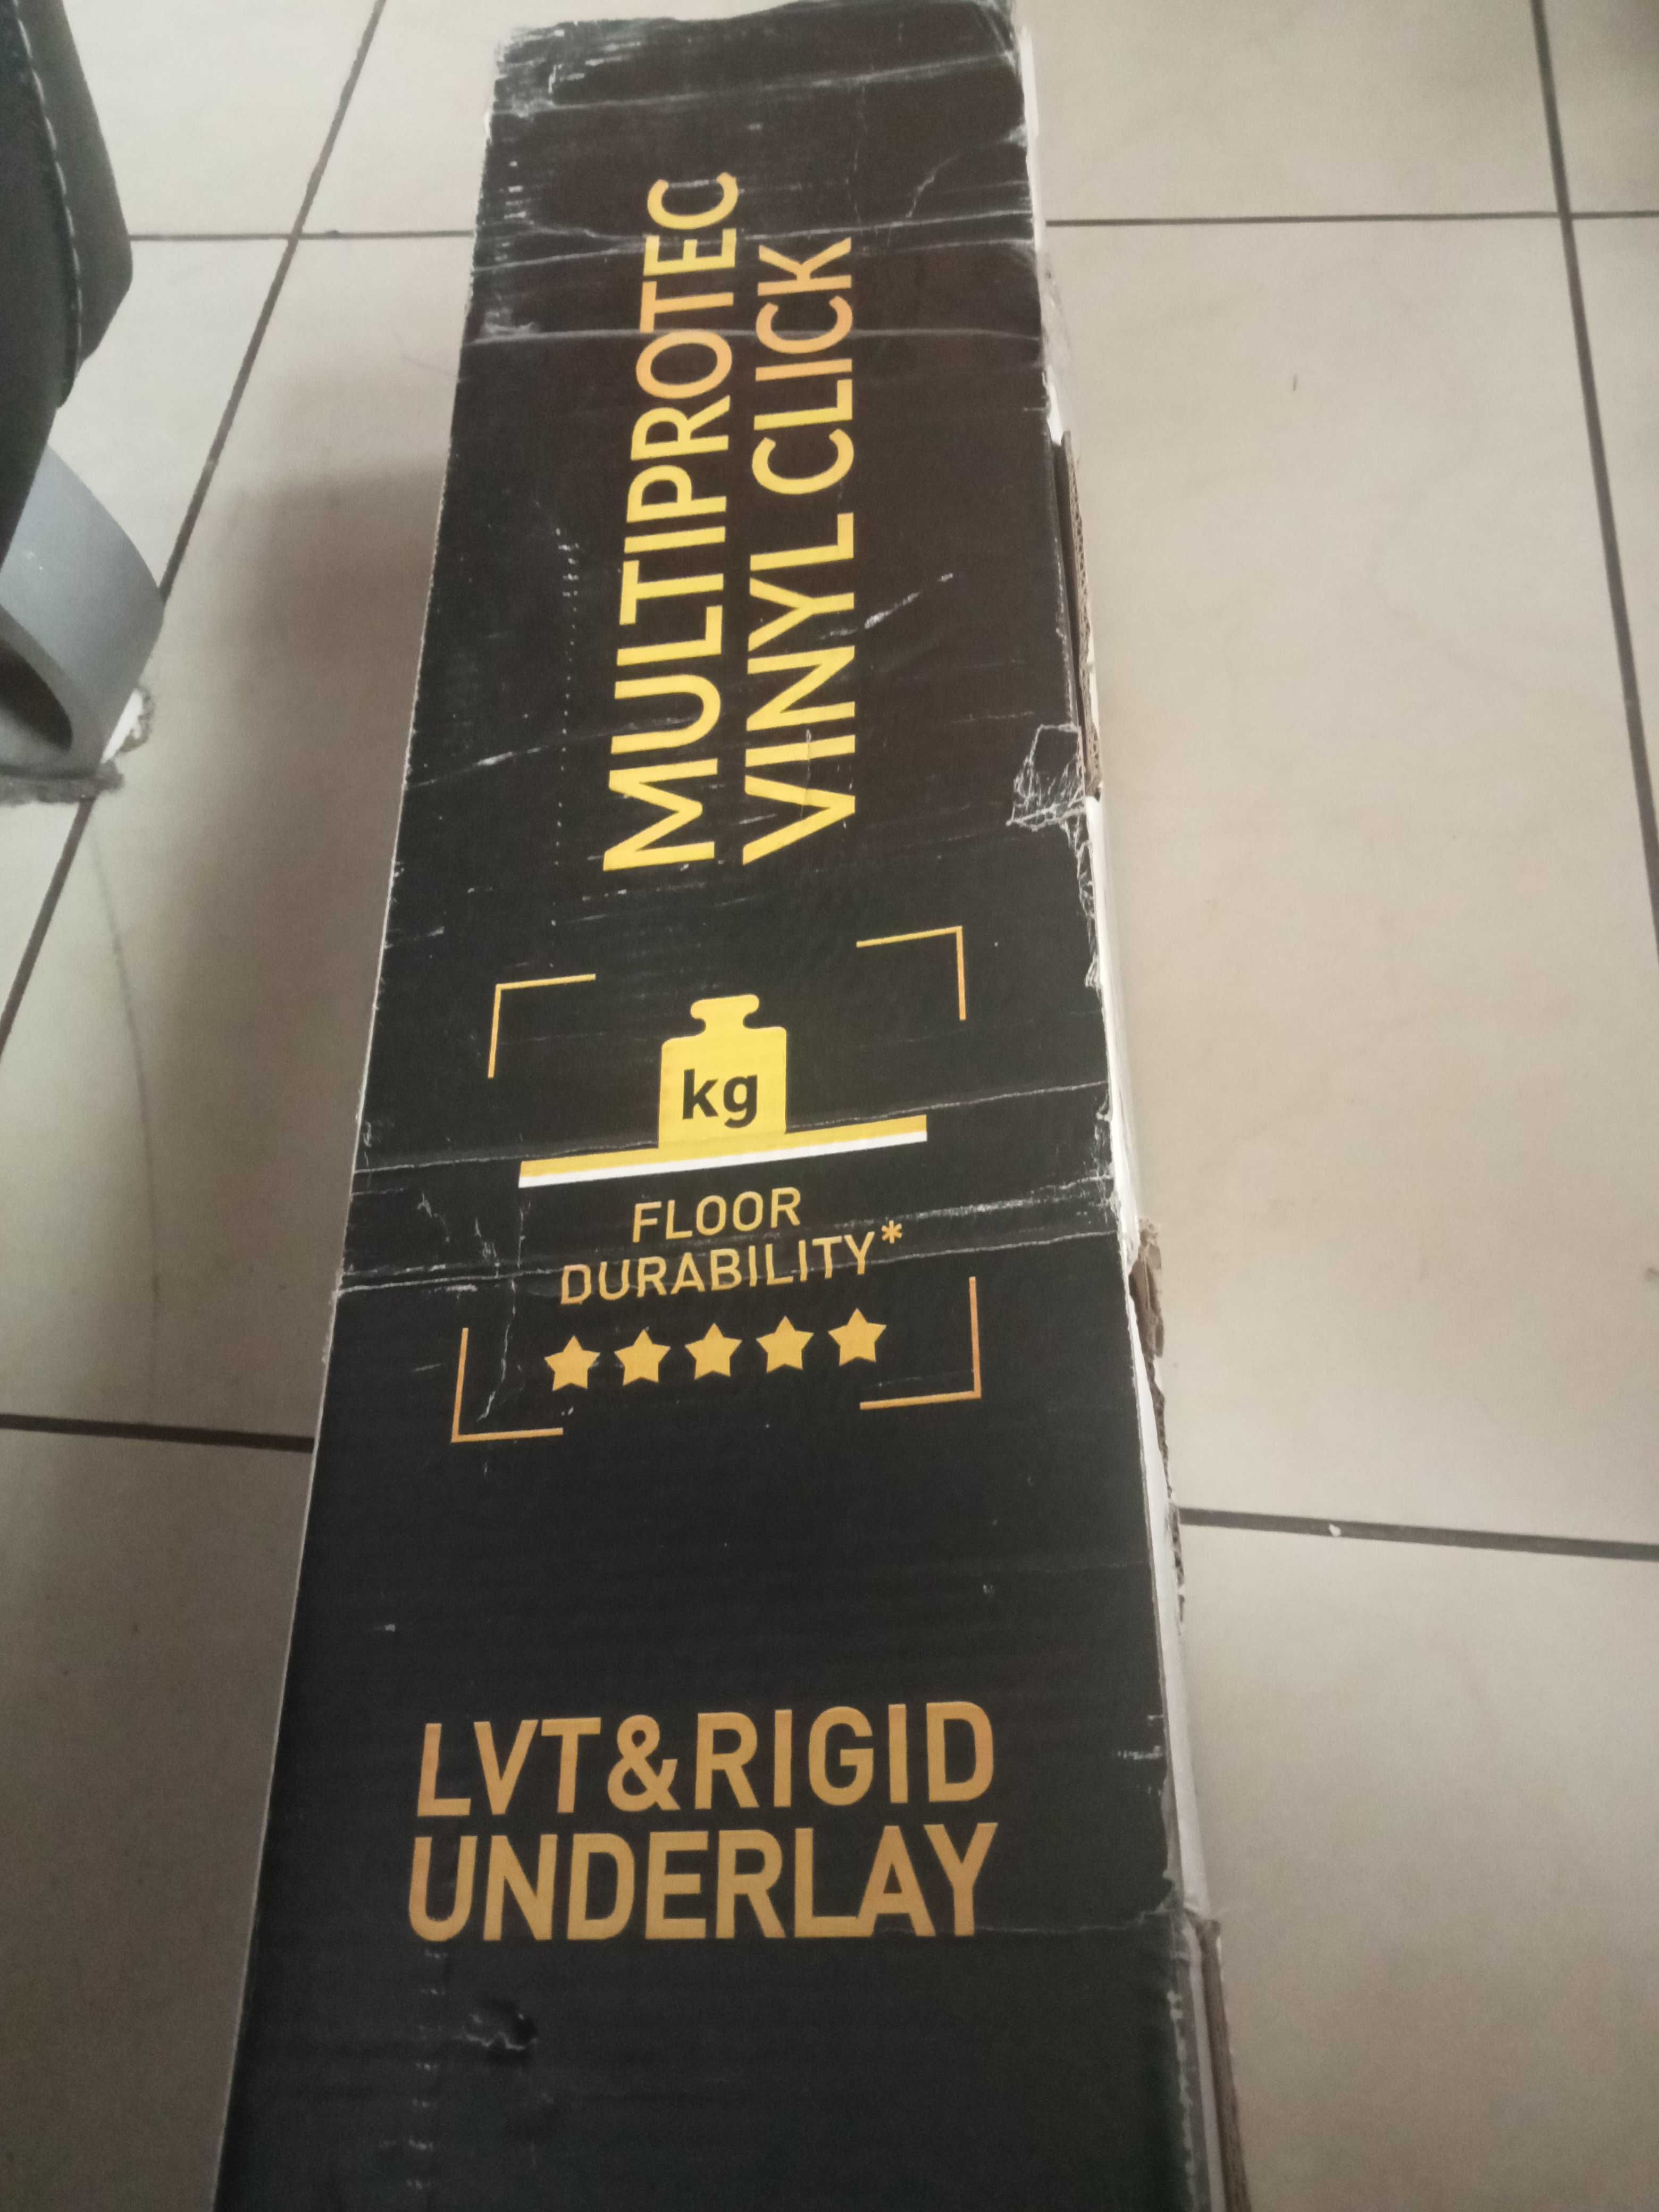 MULTIPROTEC
VINYL CLICK
kg
FLOOR
DURABILITY*
LVT&RIGID
UNDERLAY